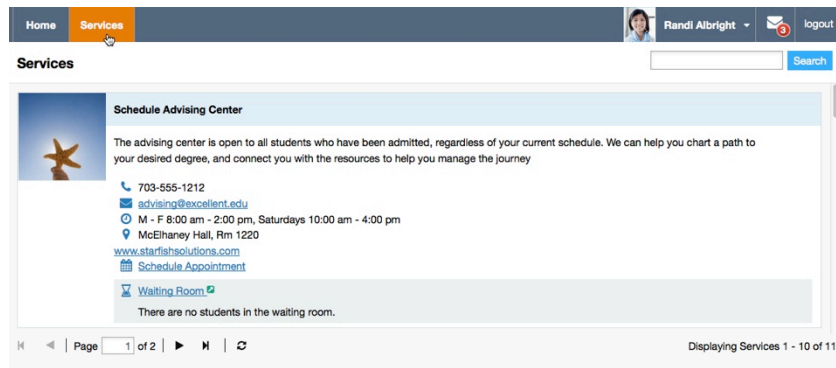 Home Services Randi Albright 3 logout
Services Search
Schedule Advising Center
The advising center is open to all students who have been admitted, regardless of your current schedule. We can help you chart a path to
your desired degree, and connect you with the resources to help you manage the journey
703-555-1212
advising@excellent.edu
M - F 8:00 am - 2:00 pm, Saturdays 10:00 am - 4:00 pm
McElhaney Hall, Rm 1220
www.starfishsolutions.com
Schedule Appointment
Waiting Room
There are no students in the waiting room.
Page 1 of 2 Displaying Services 1 - 10 of 11